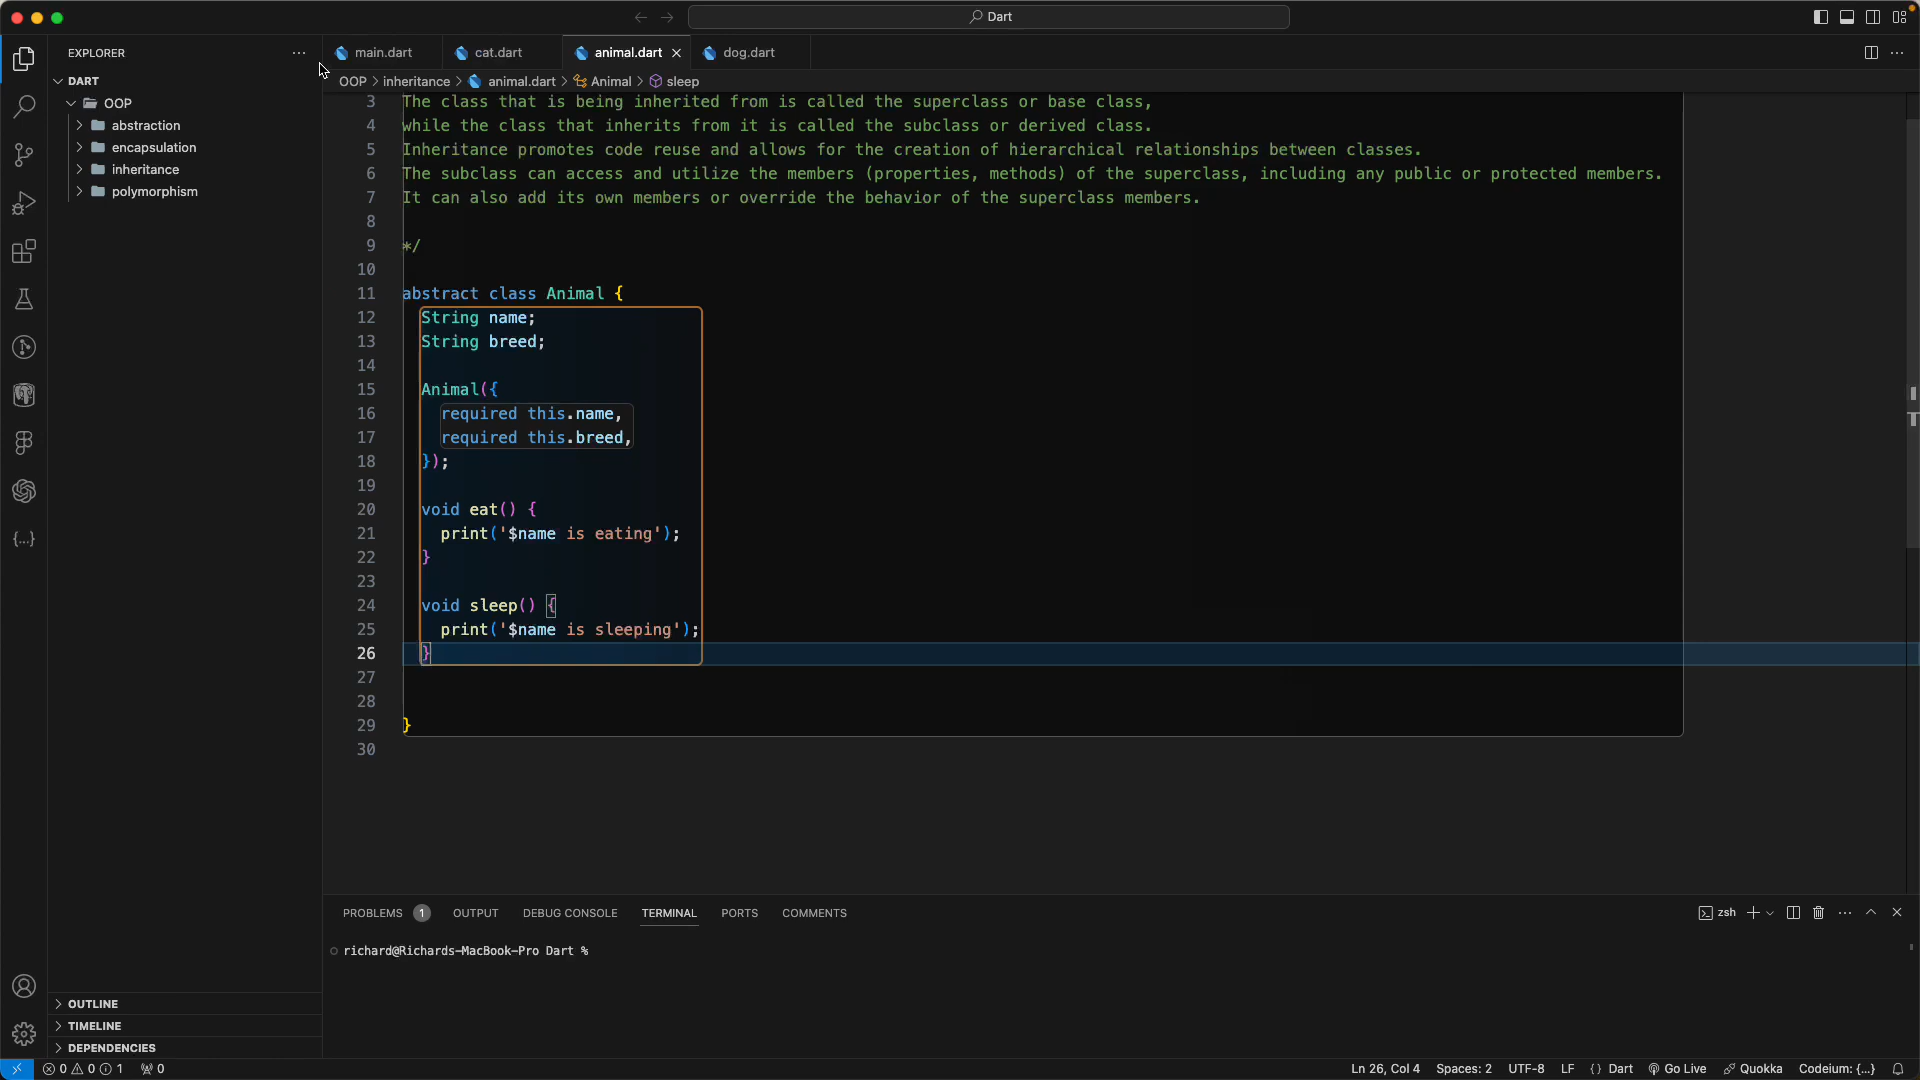 Dart
EXPLORER
DART
OOP
abstraction
encapsulation
inheritance
polymorphism
OUTLINE
TIMELINE
DEPENDENCIES
main.dart
cat.dart
animal.dart
dog.dart
OOP > inheritance > animal.dart > Animal > sleep
3 The class that is being inherited from is called the superclass or base class,
4 while the class that inherits from it is called the subclass or derived class.
5 Inheritance promotes code reuse and allows for the creation of hierarchical relationships between classes.
6 The subclass can access and utilize the members (properties, methods) of the superclass, including any public or protected members.
7 It can also add its own members or override the behavior of the superclass members.
8
9 */
10
11 abstract class Animal {
12 String name;
13 String breed;
14
15 Animal({
16 required this.name,
17 required this.breed,
18 });
19
20 void eat() {
21 print('$name is eating');
22 }
23
24 void sleep() {
25 print('$name is sleeping');
26 }
27
28
29 }
30
PROBLEMS 1 OUTPUT DEBUG CONSOLE TERMINAL PORTS COMMENTS
zsh
richard@Richards-MacBook-Pro Dart %
0 0 1 0
Ln 26, Col 4 Spaces: 2 UTF-8 LF {} Dart Go Live Quokka Codeium: {...}